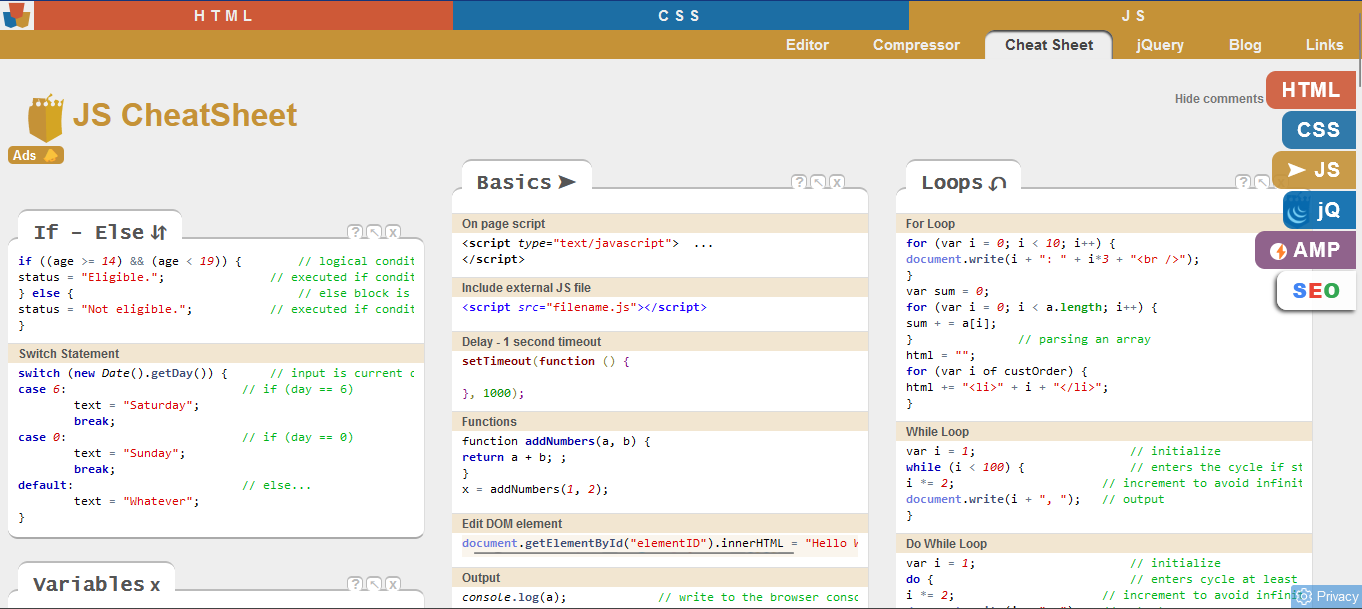 HTML
CSS
JS
Editor
Compressor
Cheat Sheet
jQuery
Blog
Links
JS CheatSheet
Ads
Hide comments
HTML
CSS
JS
jQ
AMP
SEO
If - Else
? x
if ((age >= 14) && (age < 19)) {        // logical condit
status = "Eligible.";               // executed if condit
} else {                                // else block is
status = "Not eligible.";           // executed if condit
}
Switch Statement
switch (new Date().getDay()) {      // input is current
case 6:                         // if (day == 6)
        text = "Saturday";
        break;
case 0:                         // if (day == 0)
        text = "Sunday";
        break;
default:                        // else...
        text = "Whatever";
}
Variables x
? x
Basics
? x
On page script
<script type="text/javascript">  ...
</script>
Include external JS file
<script src="filename.js"></script>
Delay - 1 second timeout
setTimeout(function () {
}, 1000);
Functions
function addNumbers(a, b) {
return a + b; ;
}
x = addNumbers(1, 2);
Edit DOM element
document.getElementById("elementID").innerHTML = "Hello W
Output
console.log(a);             // write to the browser conso
Loops
?
For Loop
for (var i = 0; i < 10; i++) {
document.write(i + ": " + i*3 + "<br />");
}
var sum = 0;
for (var i = 0; i < a.length; i++) {
sum + = a[i];
}               // parsing an array
html = "";
for (var i of custOrder) {
html += "<li>" + i + "</li>";
}
While Loop
var i = 1;                      // initialize
while (i < 100) {               // enters the cycle if st
i *= 2;                     // increment to avoid infinit
document.write(i + ", ");   // output
}
Do While Loop
var i = 1;                      // initialize
do {                            // enters cycle at least
i *= 2;                     // increment to avoid infinit
Privacy